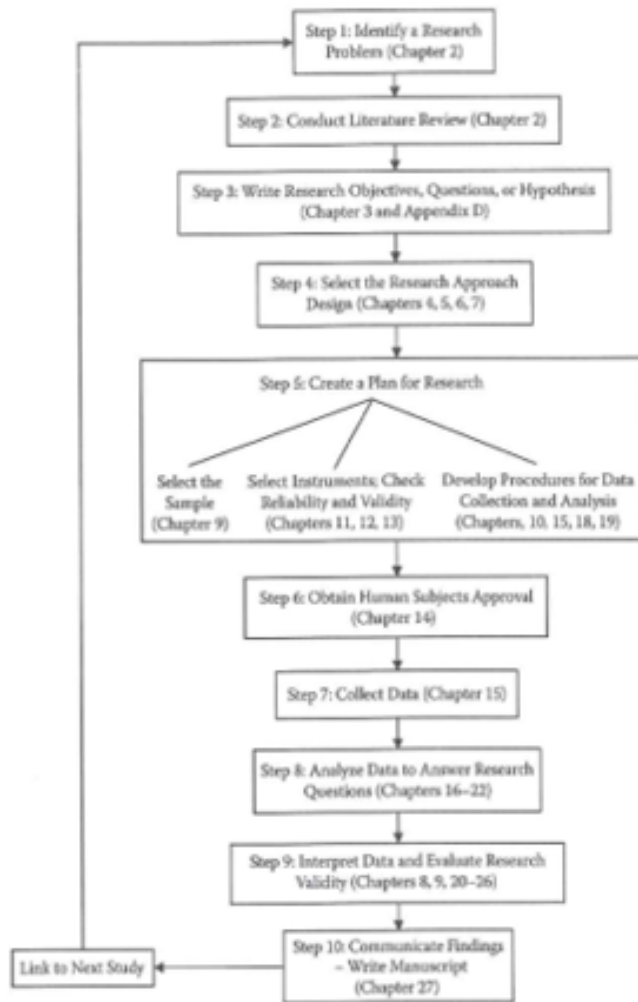 Step 1: Identify a Research
Problem (Chapter 2)
Step 2: Conduct Literature Review (Chapter 2)
Step 3: Write Research Objectives, Questions, or Hypothesis
(Chapter 3 and Appendix D)
Step 4: Select the Research Approach
Design (Chapters 4, 5, 6, 7)
Step 5: Create a Plan for Research
Select the
Sample
(Chapter 9)
Select Instruments; Check
Reliability and Validity
(Chapters 11, 12, 13)
Develop Procedures for Data
Collection and Analysis
(Chapters, 10, 15, 18, 19)
Step 6: Obtain Human Subjects Approval
(Chapter 14)
Step 7: Collect Data (Chapter 15)
Step 8: Analyze Data to Answer Research
Questions (Chapters 16–22)
Step 9: Interpret Data and Evaluate Research
Validity (Chapters 8, 9, 20–26)
Step 10: Communicate Findings
– Write Manuscript
(Chapter 27)
Link to Next Study